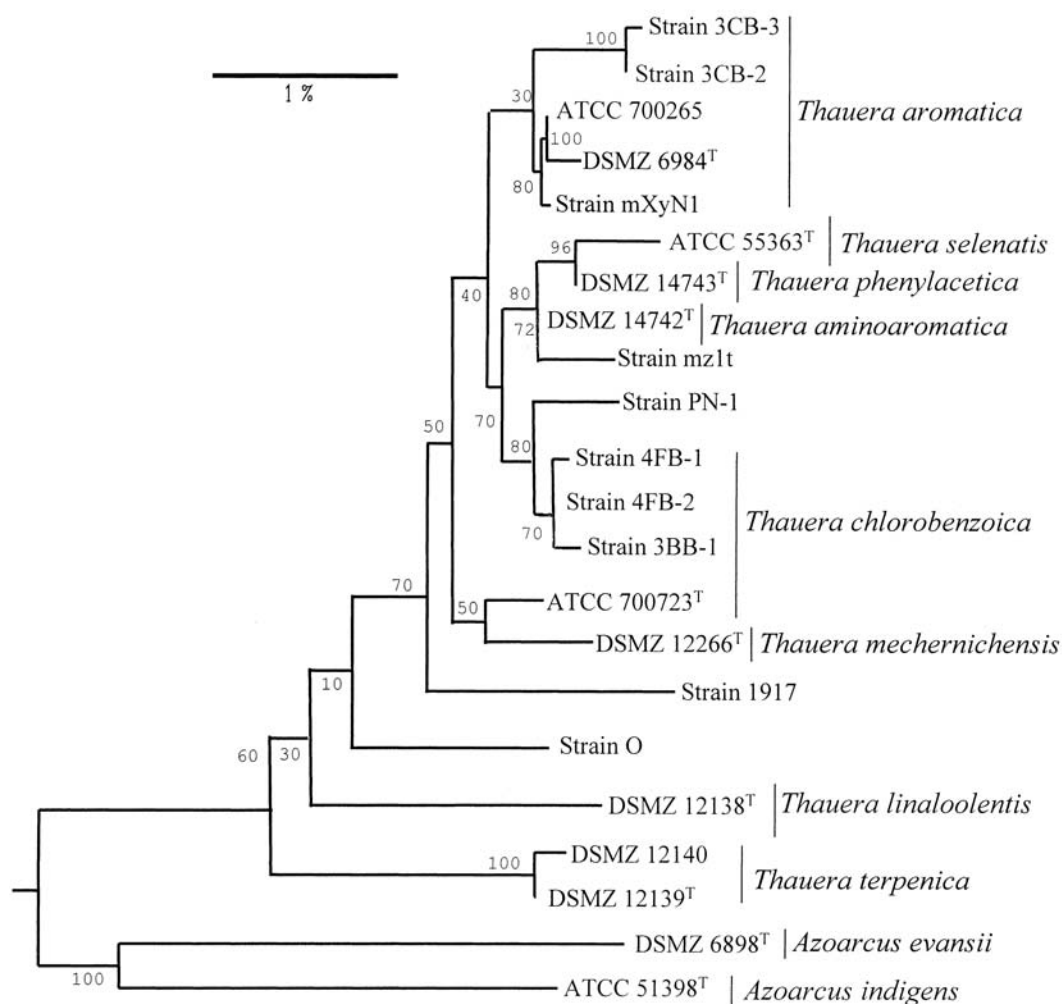 Strain 3CB-3
100
Strain 3CB-2
1 %
30
ATCC 700265
Thauera aromatica
100
DSMZ 6984ᵀ
80
Strain mXyN1
96
ATCC 55363ᵀ
Thauera selenatis
40
80
DSMZ 14743ᵀ
Thauera phenylacetica
72
DSMZ 14742ᵀ
Thauera aminoaromatica
Strain mz1t
Strain PN-1
50
70
80
Strain 4FB-1
Strain 4FB-2
Thauera chlorobenzoica
70
Strain 3BB-1
70
50
ATCC 700723ᵀ
DSMZ 12266ᵀ
Thauera mechernichensis
10
Strain 1917
60
30
Strain O
DSMZ 12138ᵀ
Thauera linaloolentis
100
DSMZ 12140
Thauera terpenica
DSMZ 12139ᵀ
DSMZ 6898ᵀ
Azoarcus evansii
100
ATCC 51398ᵀ
Azoarcus indigens